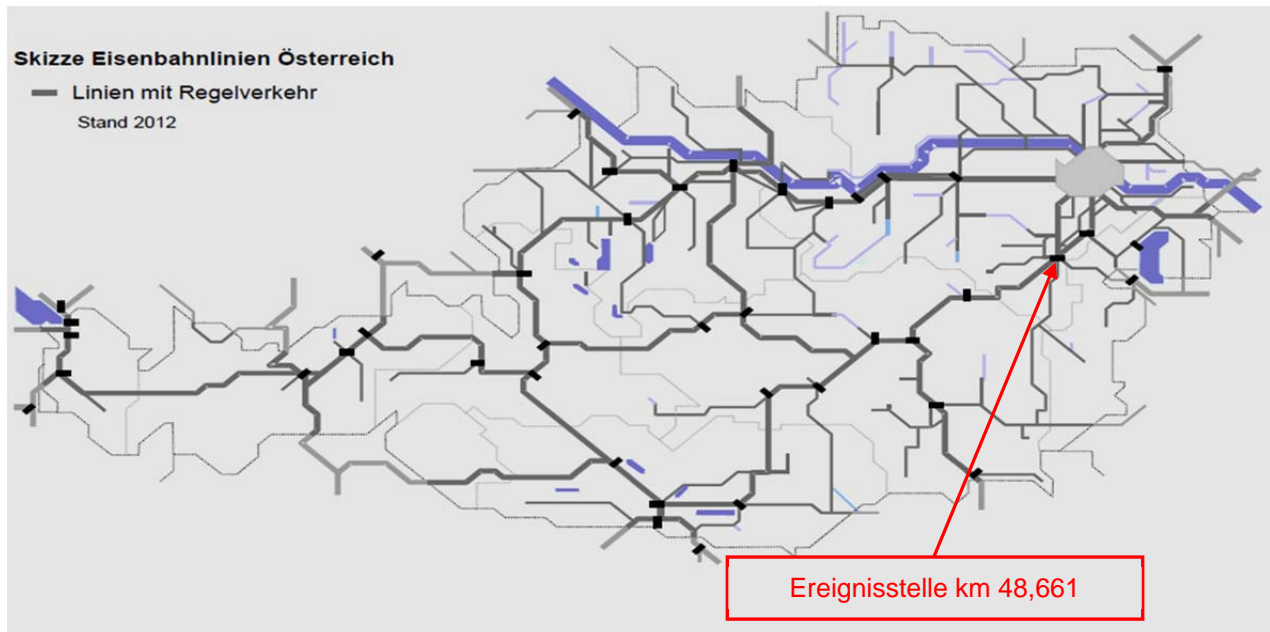 Skizze Eisenbahnlinien Österreich
Linien mit Regelverkehr
Stand 2012
Ereignisstelle km 48,661